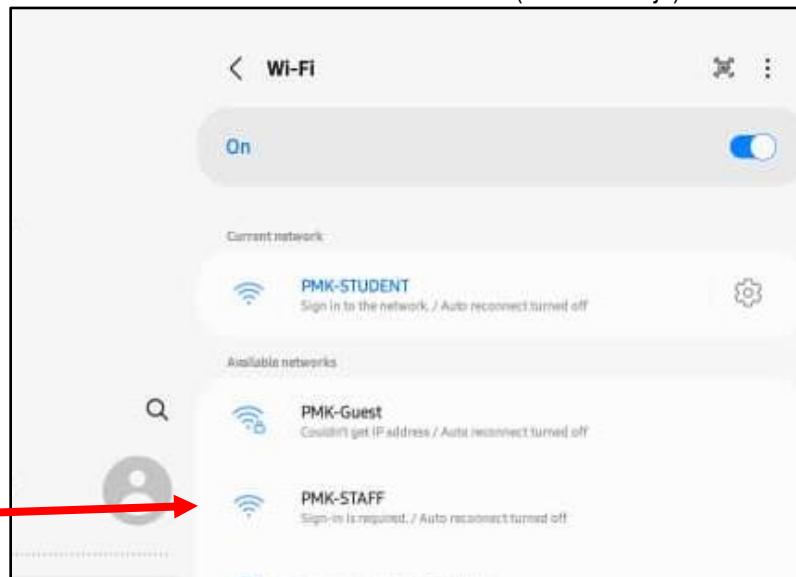 Wi-Fi
On
Current network
PMK-STUDENT
Sign in to the network. / Auto reconnect turned off
Available networks
PMK-Guest
Couldn't get IP address / Auto reconnect turned off
PMK-STAFF
Sign-in is required. / Auto reconnect turned off